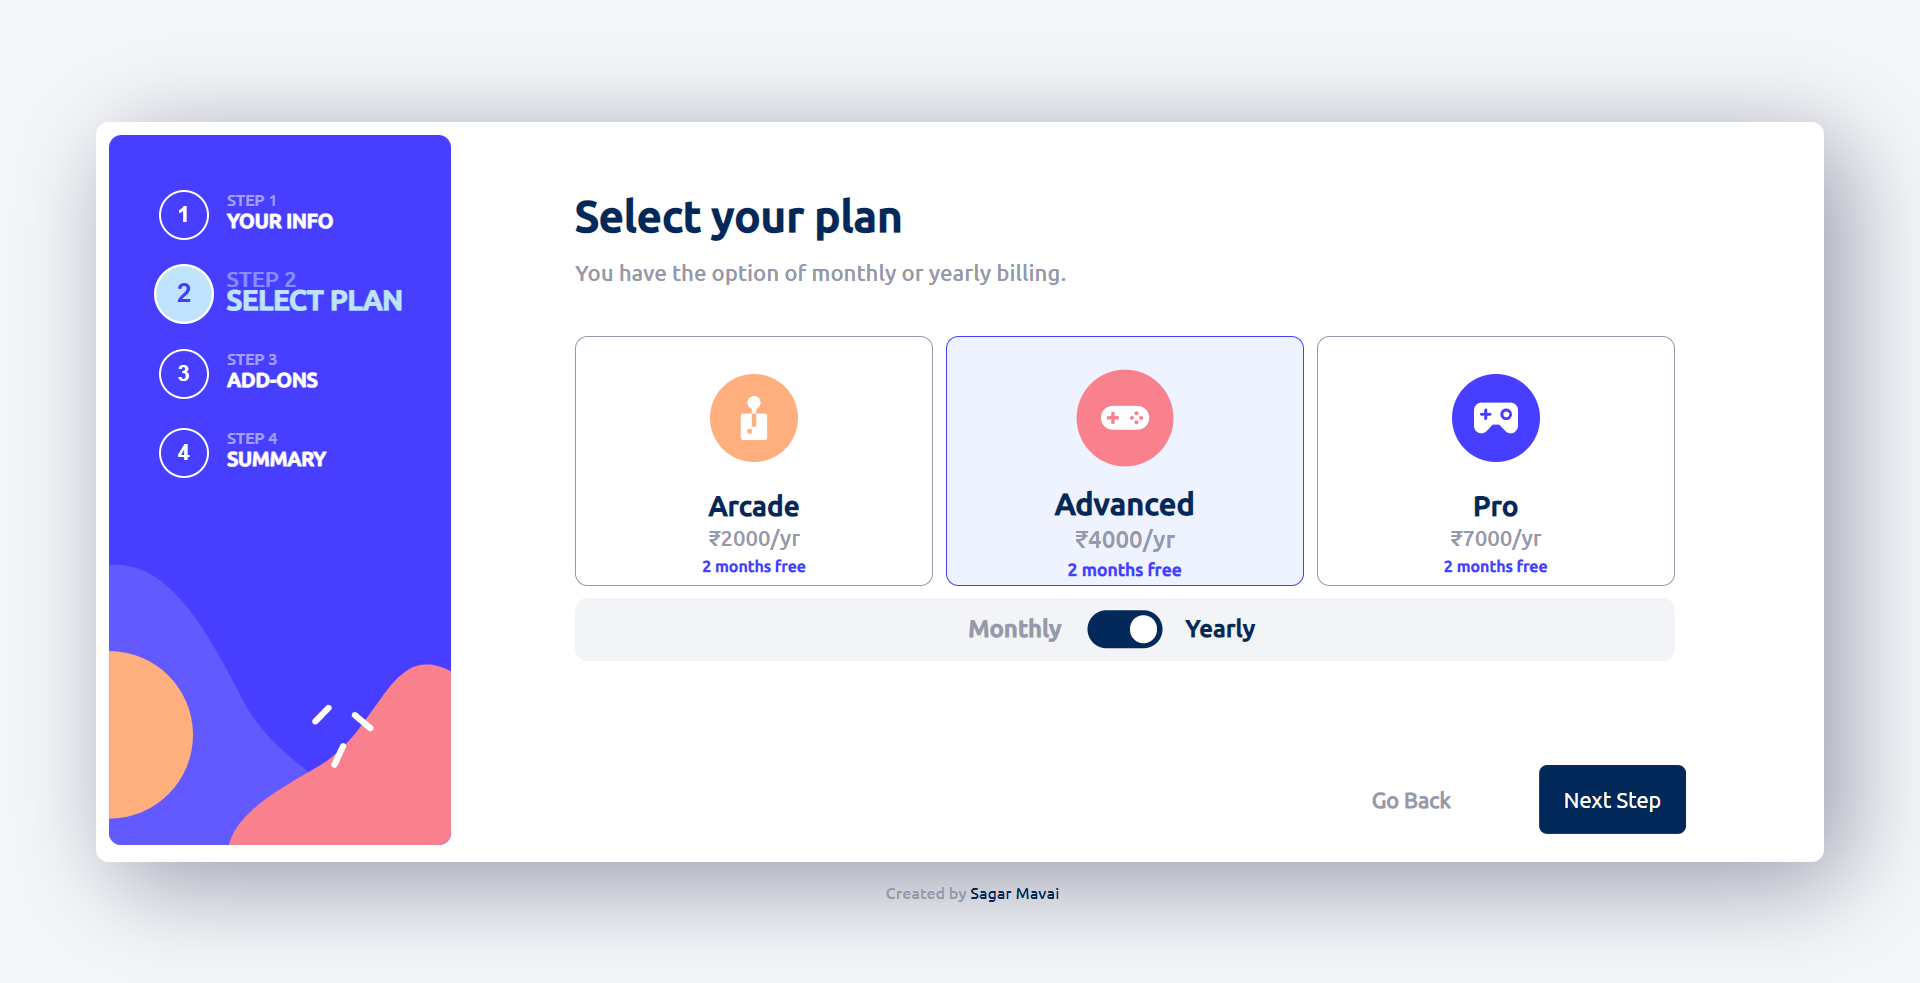 1
STEP 1
YOUR INFO
2
STEP 2
SELECT PLAN
3
STEP 3
ADD-ONS
4
STEP 4
SUMMARY
Select your plan
You have the option of monthly or yearly billing.
Arcade
₹2000/yr
2 months free
Advanced
₹4000/yr
2 months free
Pro
₹7000/yr
2 months free
Monthly Yearly
Go Back Next Step
Created by Sagar Mavai